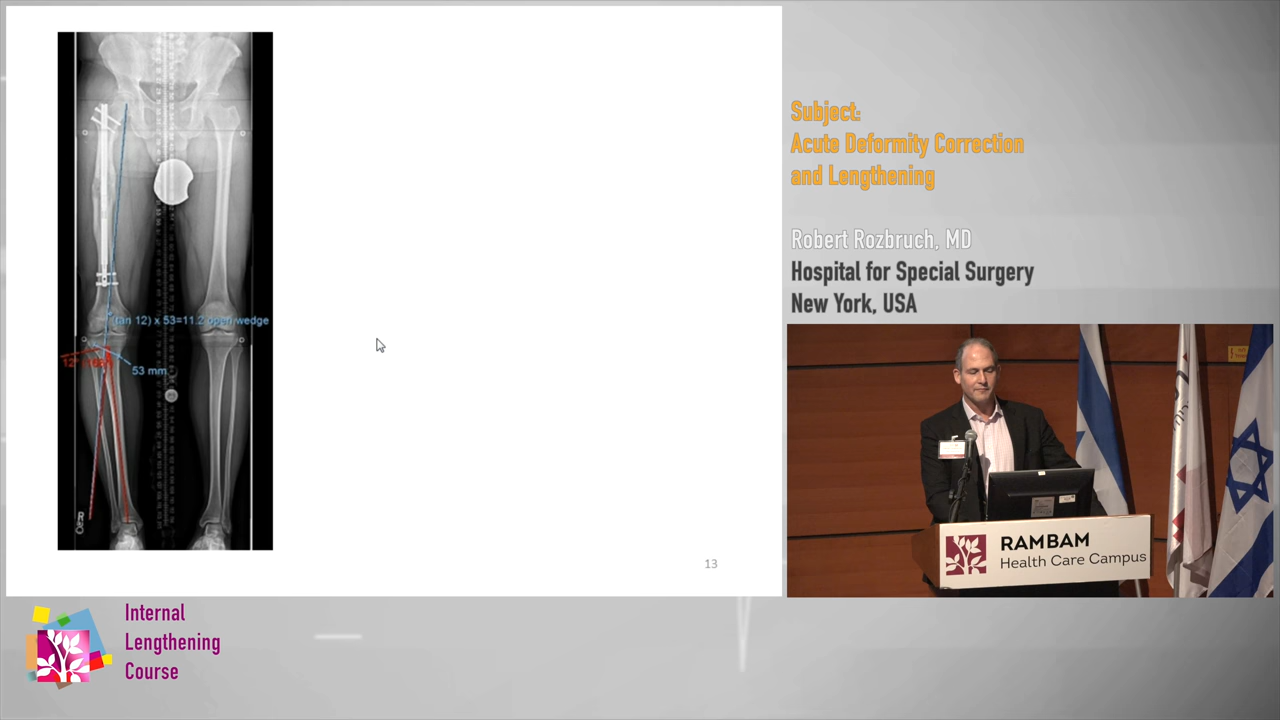 (tan 12) x 53=11.2 open wedge
53 mm
13
Subject:
Acute Deformity Correction
and Lengthening
Robert Rozbruch, MD
Hospital for Special Surgery
New York, USA
RAMBAM
Health Care Campus
Internal
Lengthening
Course